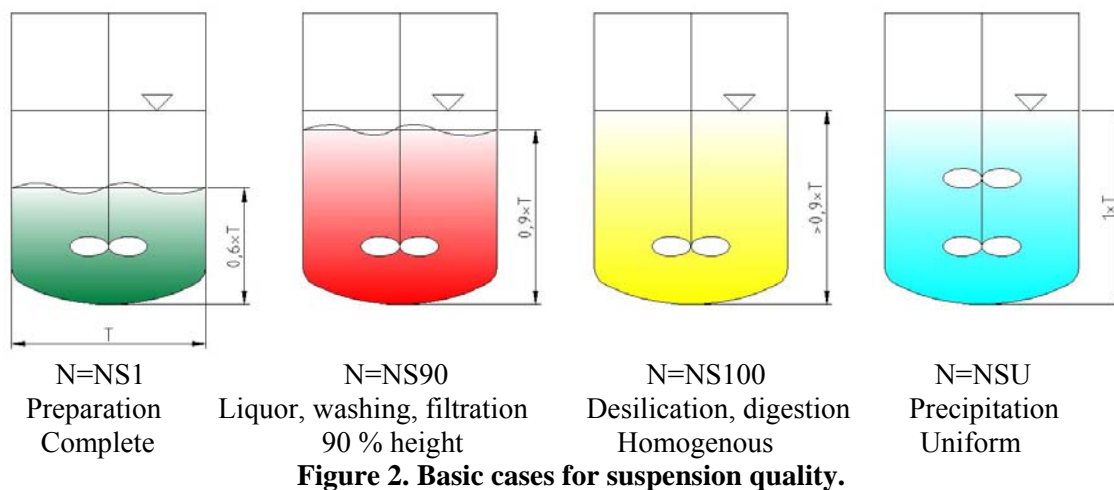 0,6×T
0,9×T
>0,9×T
1×T
T
N=NS1 N=NS90 N=NS100 N=NSU
Preparation Liquor, washing, filtration Desilication, digestion Precipitation
Complete 90 % height Homogenous Uniform
Figure 2. Basic cases for suspension quality.